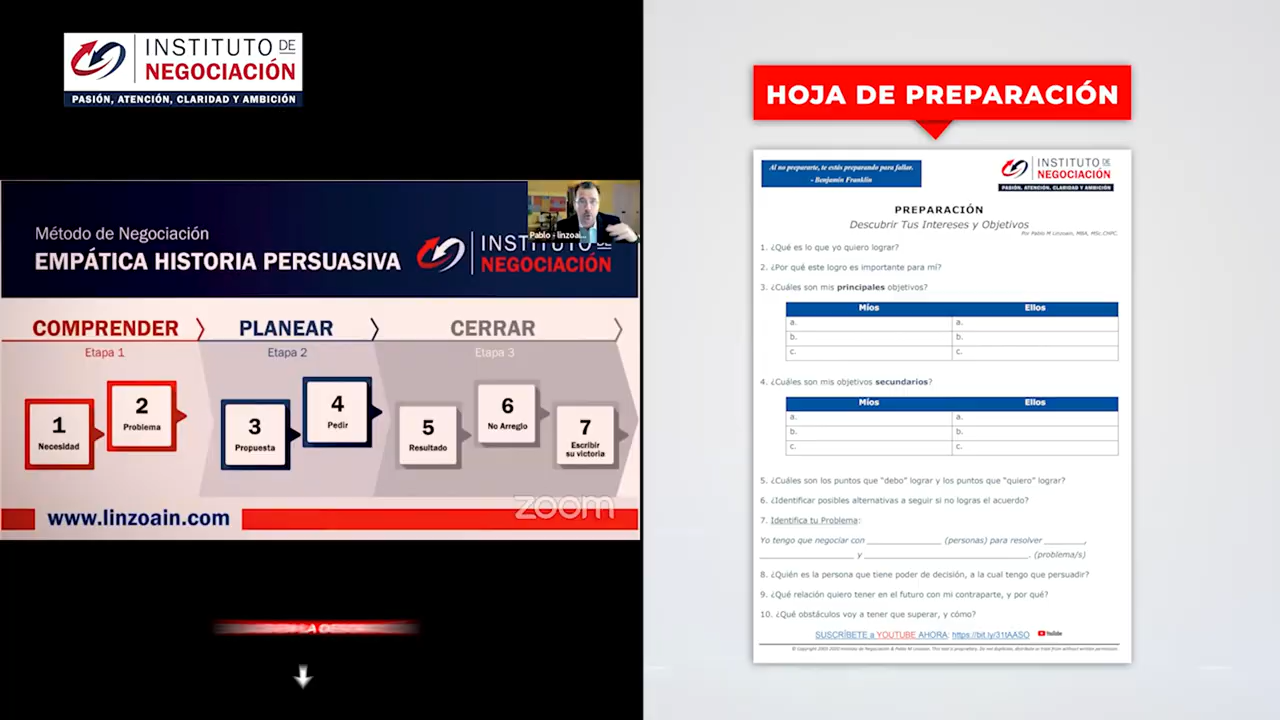 INSTITUTO DE
NEGOCIACIÓN
PASIÓN, ATENCIÓN, CLARIDAD Y AMBICIÓN
Método de Negociación
EMPÁTICA HISTORIA PERSUASIVA
Pablo - linzoai...
INSTITUTO DE
NEGOCIACIÓN
COMPRENDER
Etapa 1
PLANEAR
Etapa 2
CERRAR
Etapa 3
1
Necesidad
2
Problema
3
Propuesta
4
Pedir
5
Resultado
6
No Arreglo
7
Escribir
su victoria
zoom
www.linzoain.com
HOJA DE PREPARACIÓN
Al no prepararte, te estás preparando para fallar.
- Benjamin Franklin
INSTITUTO DE
NEGOCIACIÓN
PASIÓN, ATENCIÓN, CLARIDAD Y AMBICIÓN
PREPARACIÓN
Descubrir Tus Intereses y Objetivos
Por Pablo M Linzoain, MBA, MSc,CNPC.
1. ¿Qué es lo que yo quiero lograr?
2. ¿Por qué este logro es importante para mí?
3. ¿Cuáles son mis principales objetivos?
Míos Ellos
a. a.
b. b.
c. c.
4. ¿Cuáles son mis objetivos secundarios?
Míos Ellos
a. a.
b. b.
c. c.
5. ¿Cuáles son los puntos que "debo" lograr y los puntos que "quiero" lograr?
6. ¿Identificar posibles alternativas a seguir si no logras el acuerdo?
7. Identifica tu Problema:
Yo tengo que negociar con ______________ (personas) para resolver ________,
__________________ y ________________________________. (problema/s)
8. ¿Quién es la persona que tiene poder de decisión, a la cual tengo que persuadir?
9. ¿Qué relación quiero tener en el futuro con mi contraparte, y por qué?
10. ¿Qué obstáculos voy a tener que superar, y cómo?
SUSCRÍBETE a YOUTUBE AHORA: https://bit.ly/31tAASO YouTube